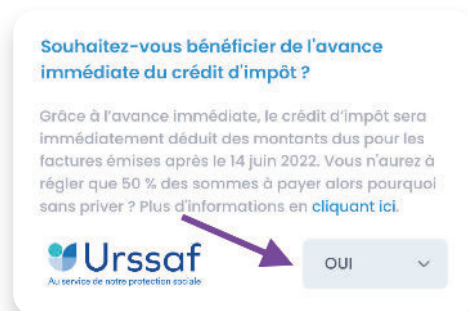 Souhaitez-vous bénéficier de l'avance
immédiate du crédit d'impôt ?
Grâce à l'avance immédiate, le crédit d'impôt sera
immédiatement déduit des montants dus pour les
factures émises après le 14 juin 2022. Vous n'aurez à
régler que 50 % des sommes à payer alors pourquoi
sans priver ? Plus d'informations en cliquant ici.
Urssaf
Au service de notre protection sociale
OUI